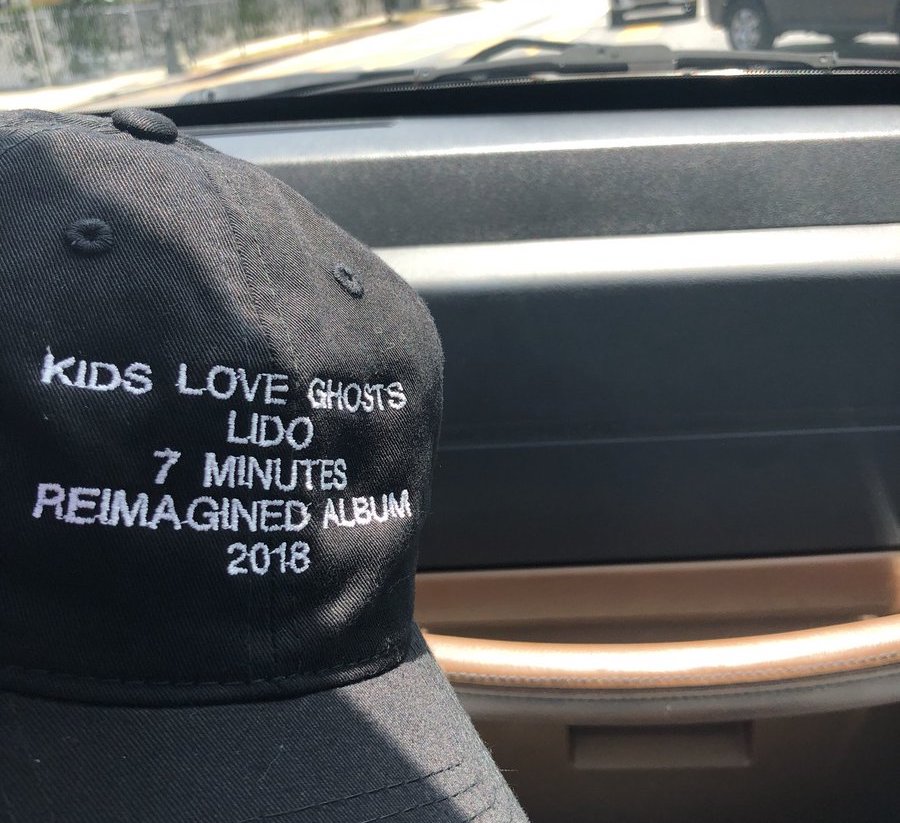 KIDS LOVE GHOSTS
LIDO
7 MINUTES
REIMAGINED ALBUM
2018